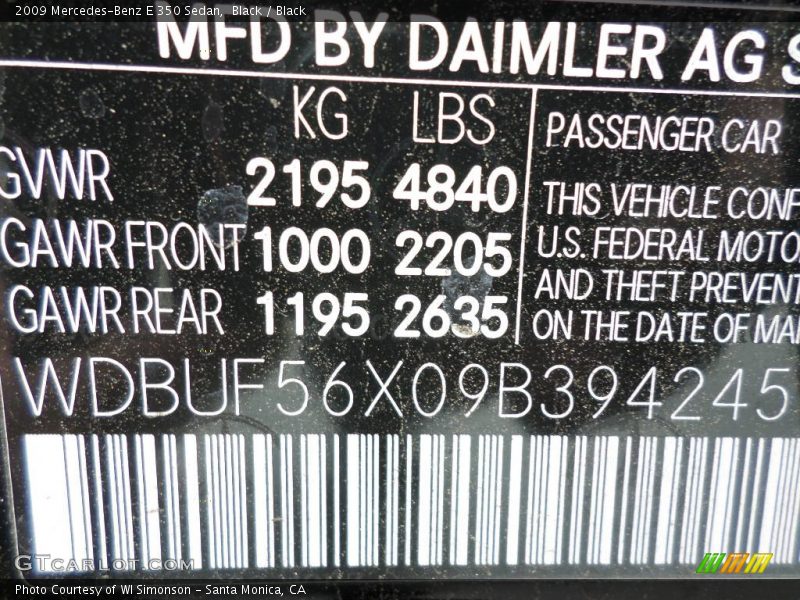 2009 Mercedes-Benz E 350 Sedan, Black / Black
MFD BY DAIMLER AG S
KG LBS
GVWR 2195 4840
GAWR FRONT 1000 2205
GAWR REAR 1195 2635
PASSENGER CAR
THIS VEHICLE CONF
U.S. FEDERAL MOTO
AND THEFT PREVENT
ON THE DATE OF MA
WDBUF56X09B394245
GTcarlot.com
Photo Courtesy of WI Simonson - Santa Monica, CA